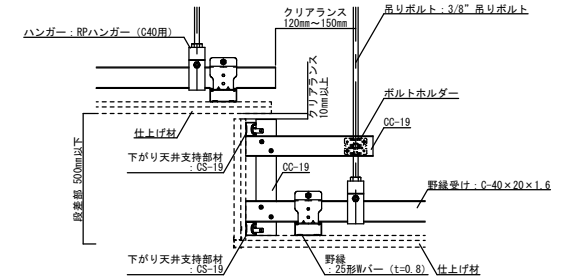 クリアランス
120mm～150mm
吊りボルト：3/8" 吊りボルト
ハンガー：RPハンガー（C40用）
クリアランス
10mm以上
ボルトホルダー
CC-19
仕上げ材
下がり天井支持部材
：CS-19
CC-19
段差部 500mm以下
野縁受け：C-40×20×1.6
下がり天井支持部材
：CS-19
野縁
：25形Wバー（t=0.8）
仕上げ材